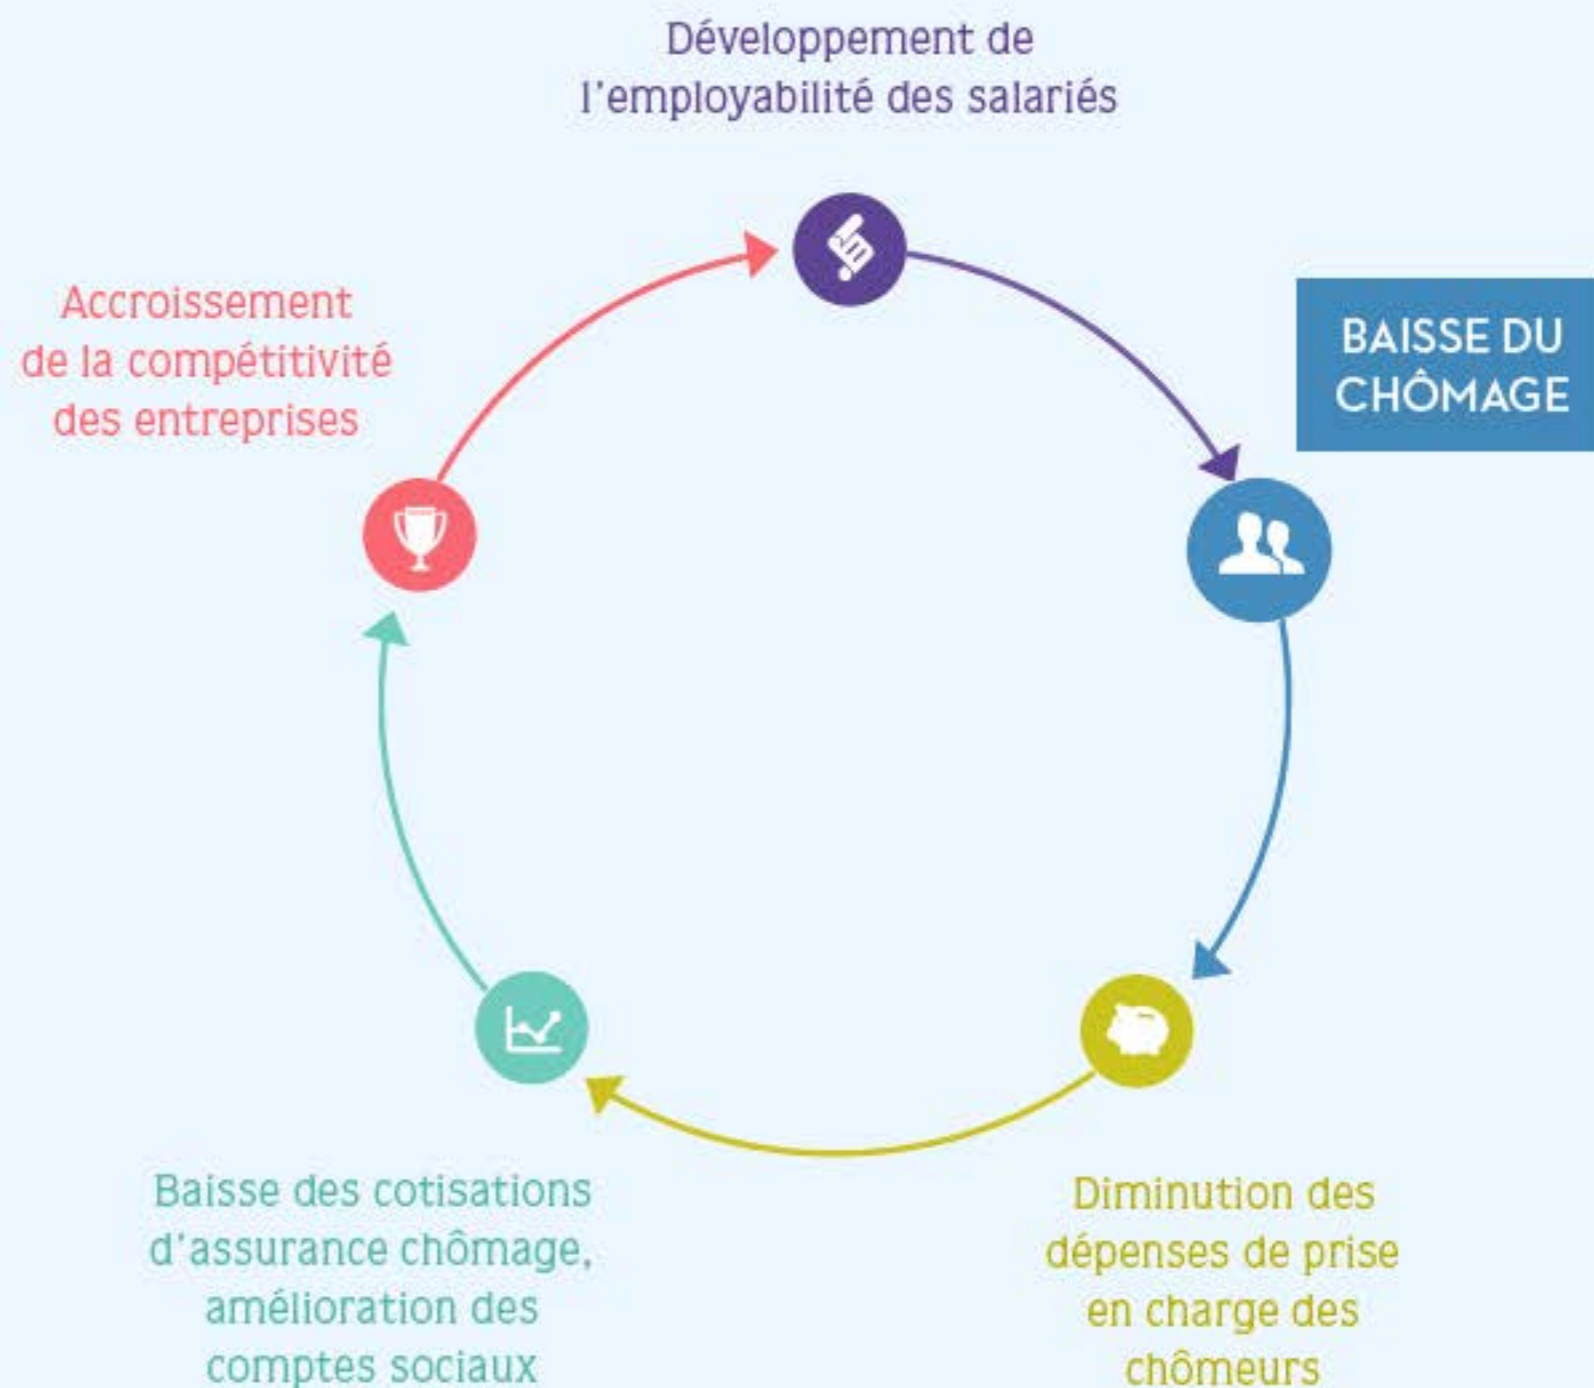 Développement de
l'employabilité des salariés
BAISSE DU
CHÔMAGE
Diminution des
dépenses de prise
en charge des
chômeurs
Baisse des cotisations
d'assurance chômage,
amélioration des
comptes sociaux
Accroissement
de la compétitivité
des entreprises